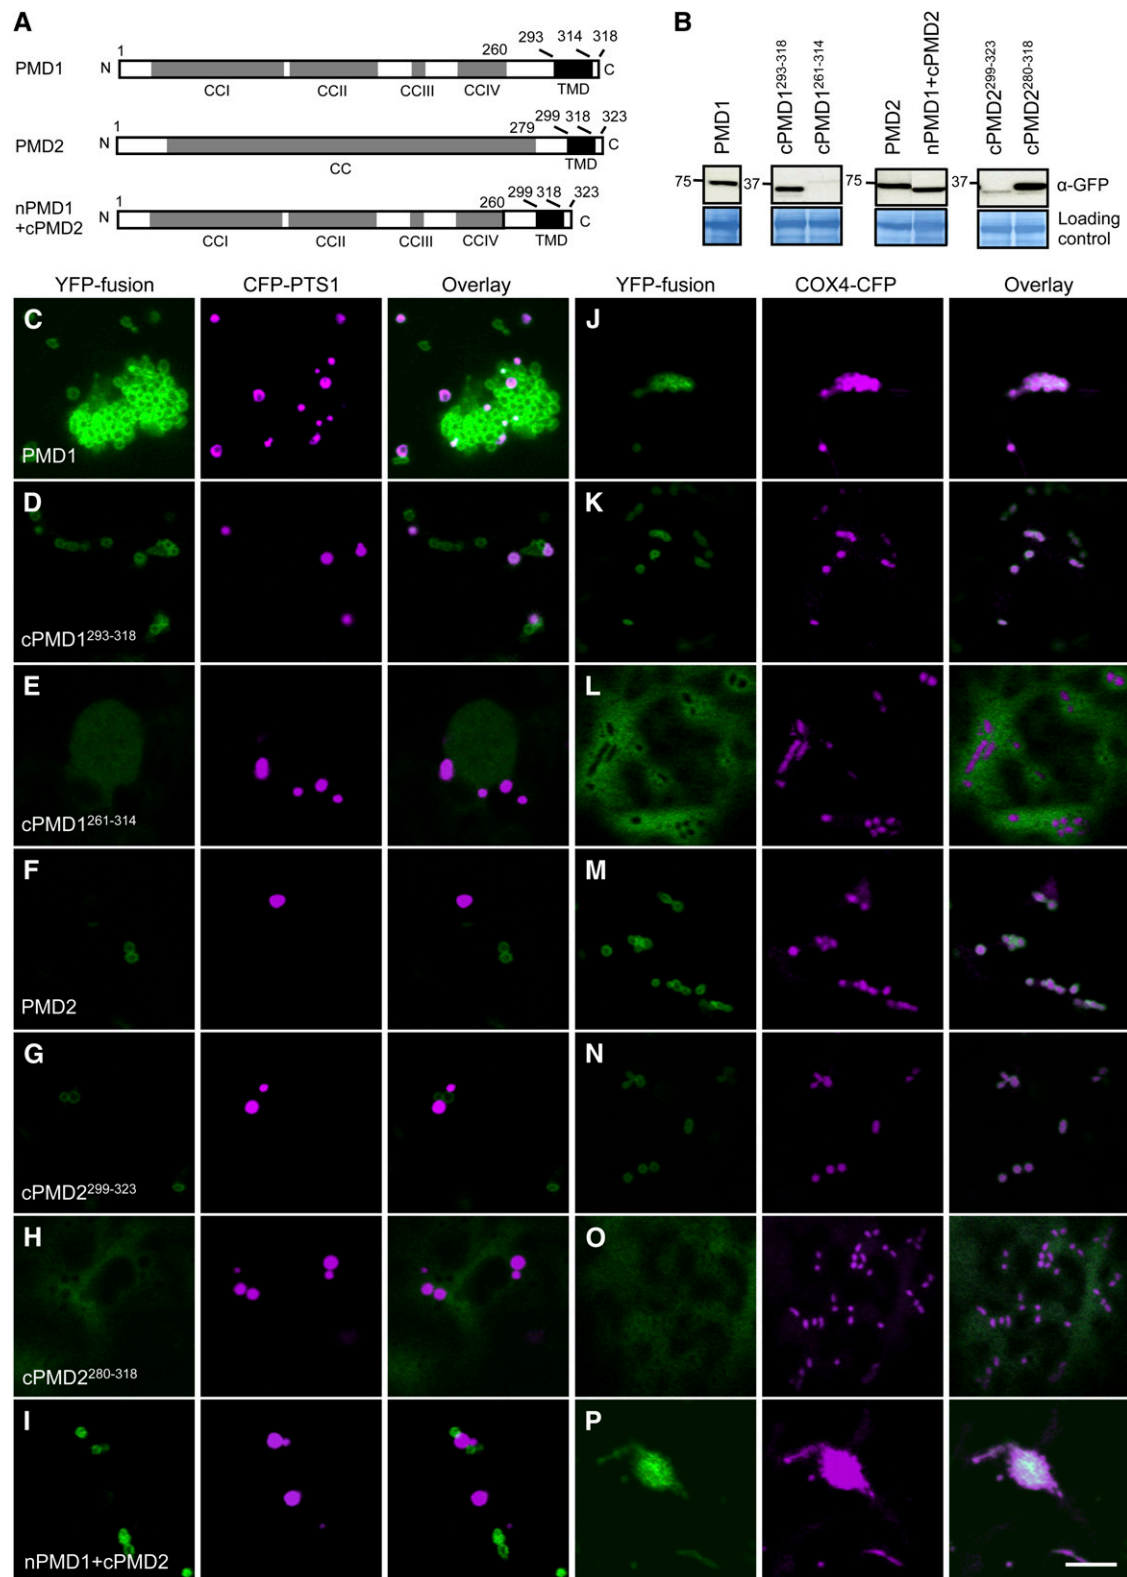 A
1 260 293 314 318
PMD1 N C
CCI CCII CCIII CCIV TMD
1 279 299 318 323
PMD2 N C
CC TMD
1 260 299 318 323
nPMD1
+cPMD2 N C
CCI CCII CCIII CCIV TMD
B
PMD1 cPMD1293-318 cPMD1261-314 PMD2 nPMD1+cPMD2 cPMD2299-323 cPMD2280-318
75 37 75 37 α-GFP
Loading
control
YFP-fusion CFP-PTS1 Overlay YFP-fusion COX4-CFP Overlay
C J
PMD1
D K
cPMD1293-318
E L
cPMD1261-314
F M
PMD2
G N
cPMD2299-323
H O
cPMD2280-318
I P
nPMD1+cPMD2